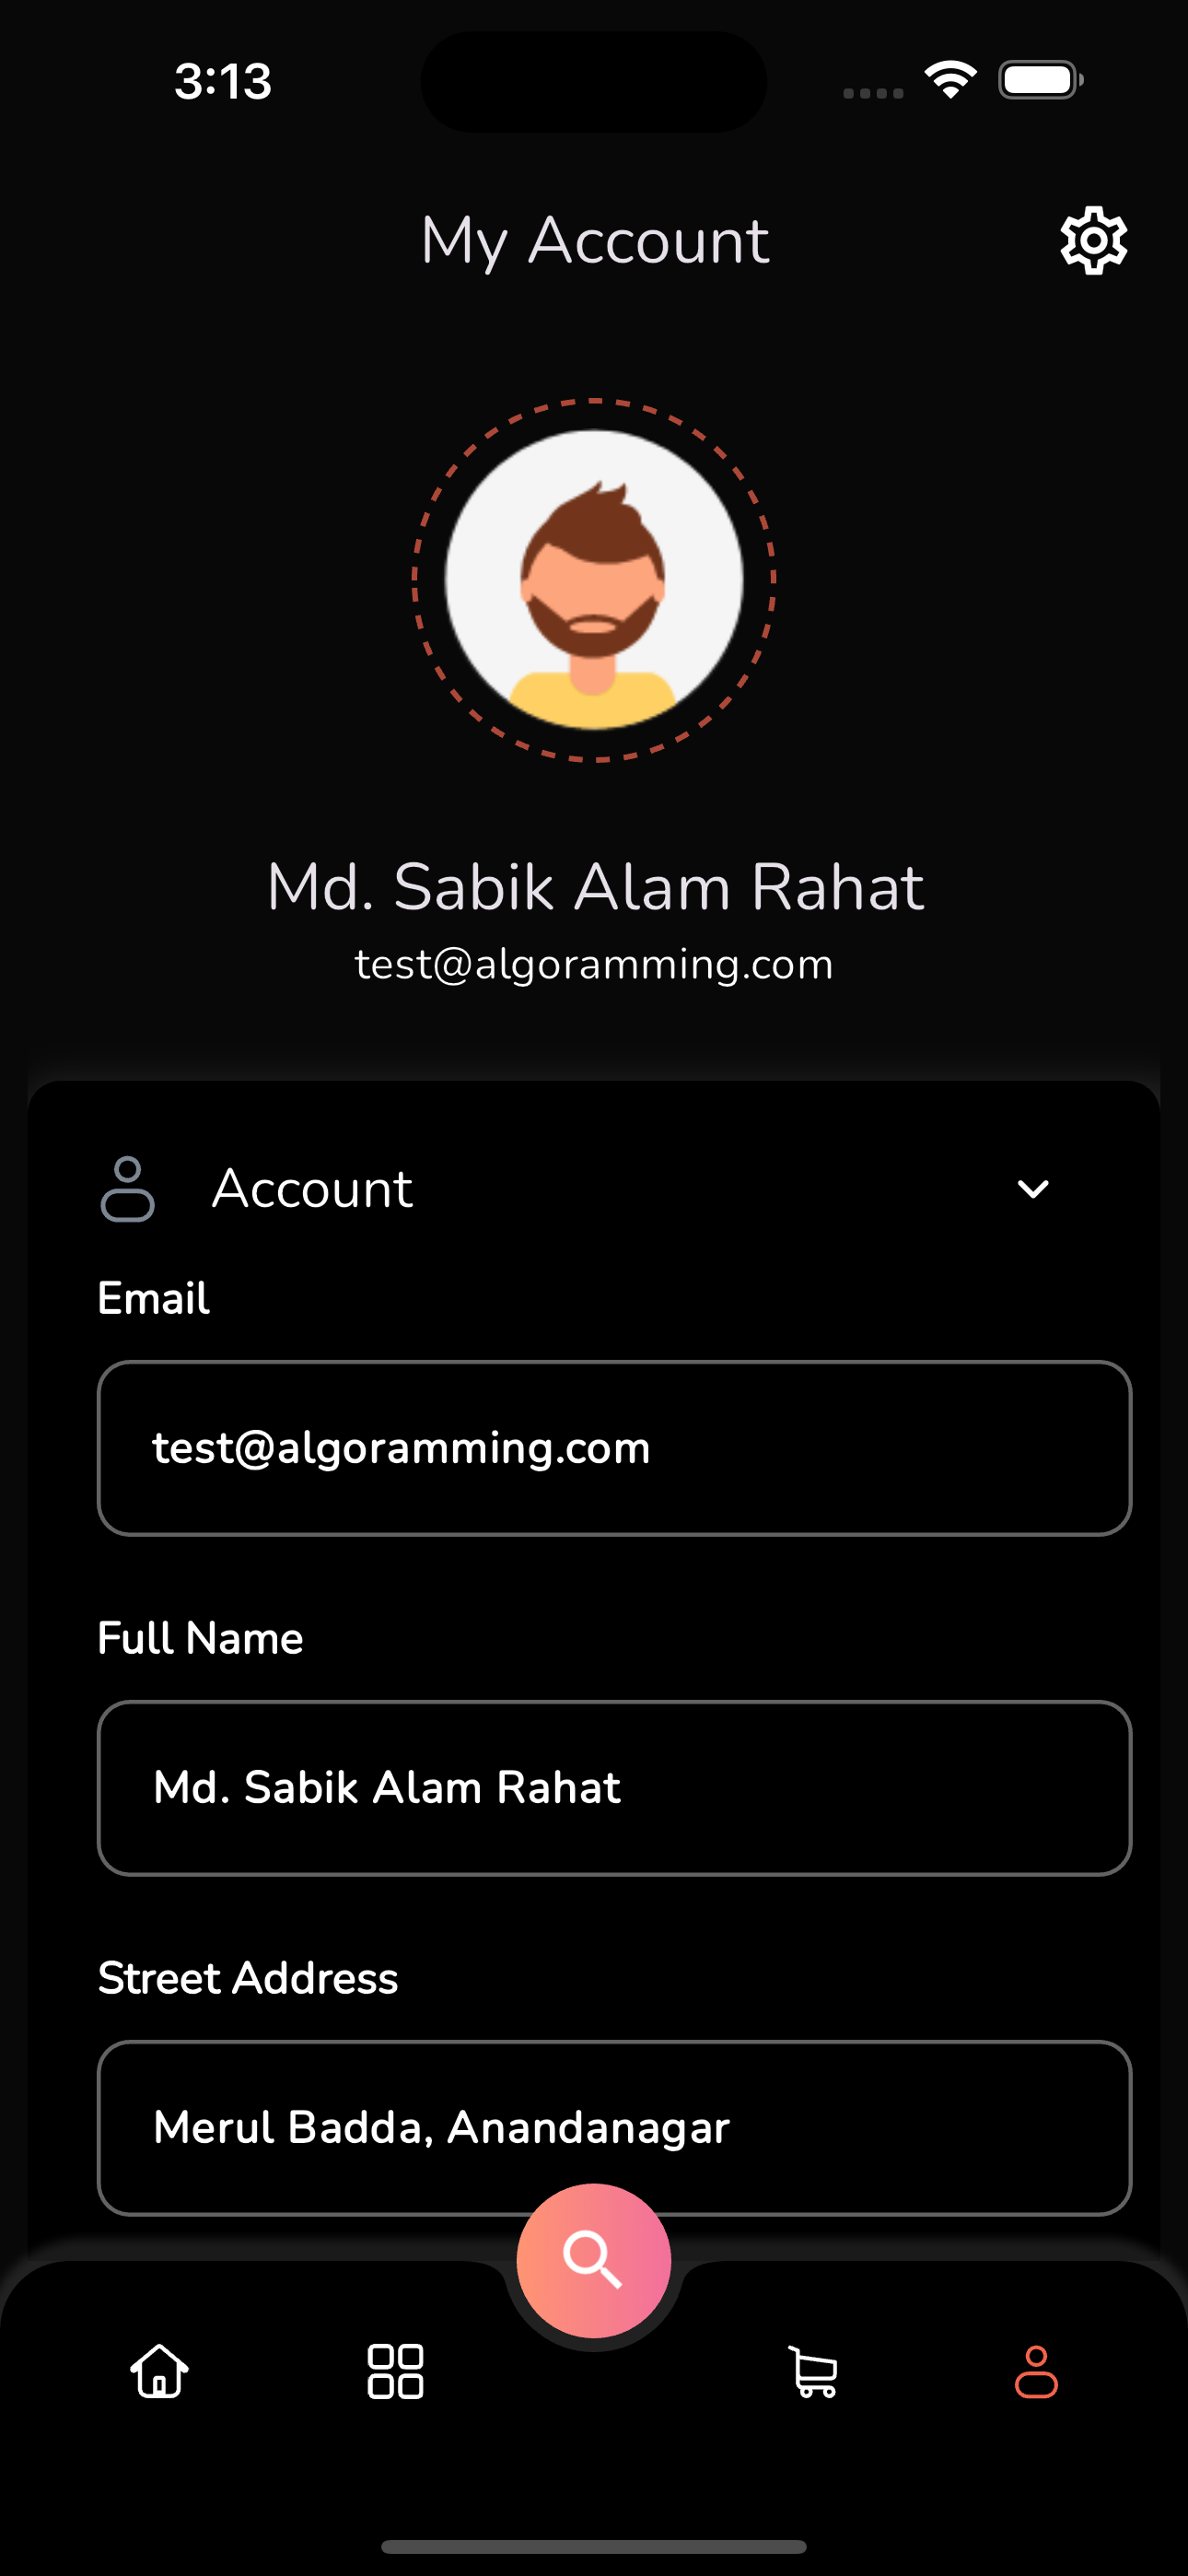 3:13
My Account
Md. Sabik Alam Rahat
test@algoramming.com
Account
Email
test@algoramming.com
Full Name
Md. Sabik Alam Rahat
Street Address
Merul Badda, Anandanagar